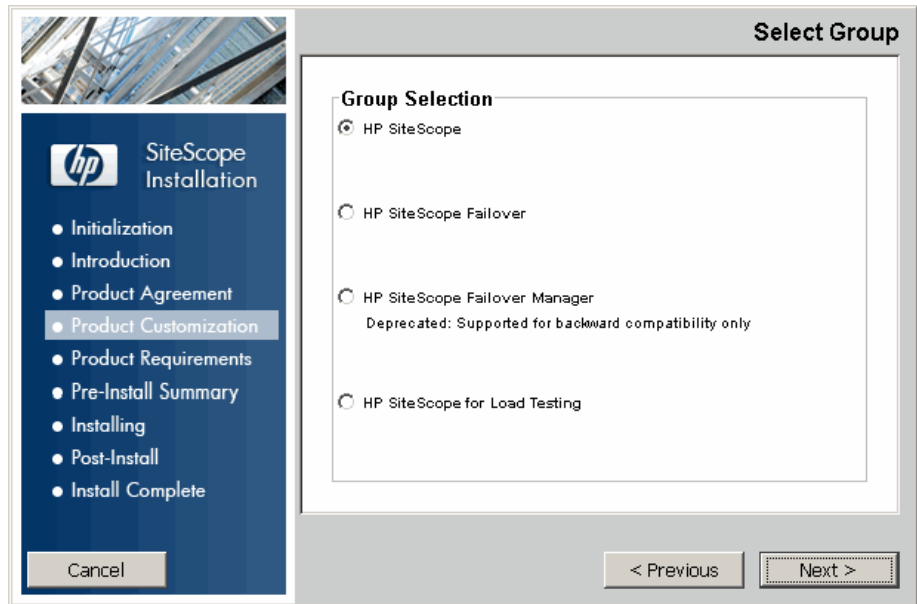 Select Group
hp
SiteScope
Installation
Initialization
Introduction
Product Agreement
Product Customization
Product Requirements
Pre-Install Summary
Installing
Post-Install
Install Complete
Group Selection
HP SiteScope
HP SiteScope Failover
HP SiteScope Failover Manager
Deprecated: Supported for backward compatibility only
HP SiteScope for Load Testing
Cancel
< Previous
Next >